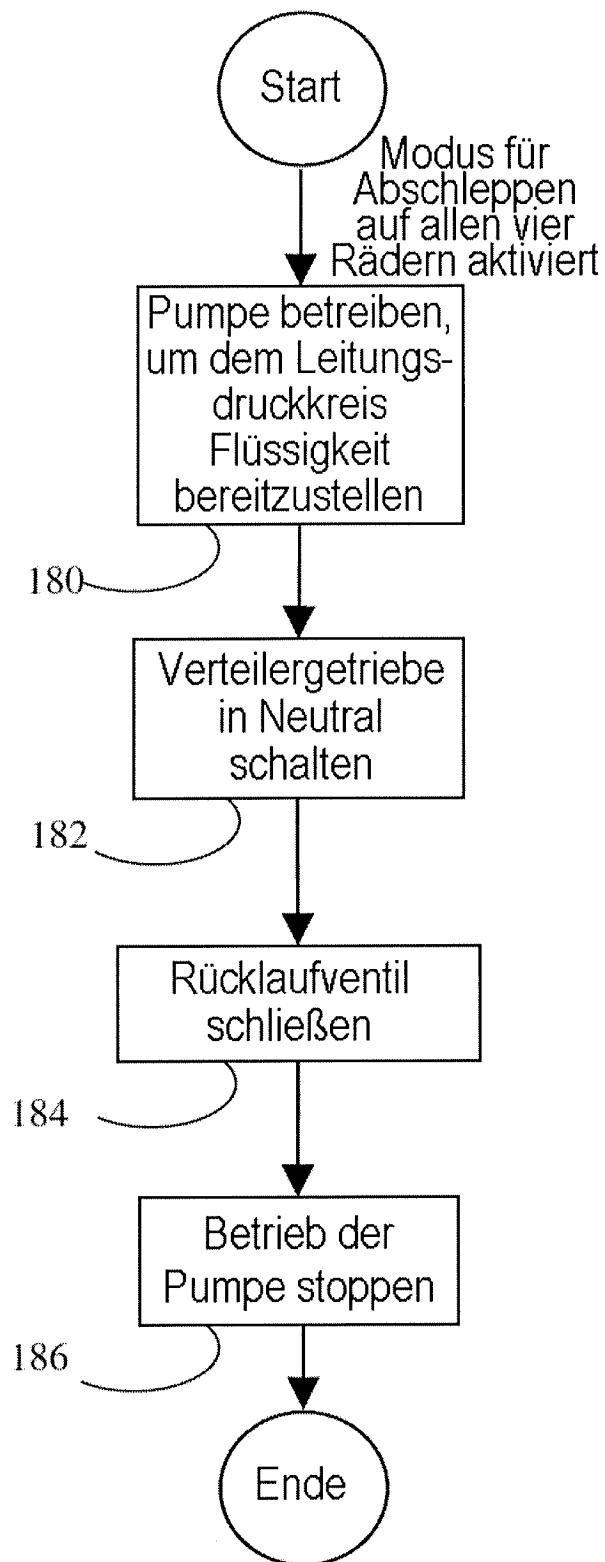 Start
Modus für
Abschleppen
auf allen vier
Rädern aktiviert
Pumpe betreiben,
um dem Leitungs-
druckkreis
Flüssigkeit
bereitzustellen
180
Verteilergetriebe
in Neutral
schalten
182
Rücklaufventil
schließen
184
Betrieb der
Pumpe stoppen
186
Ende